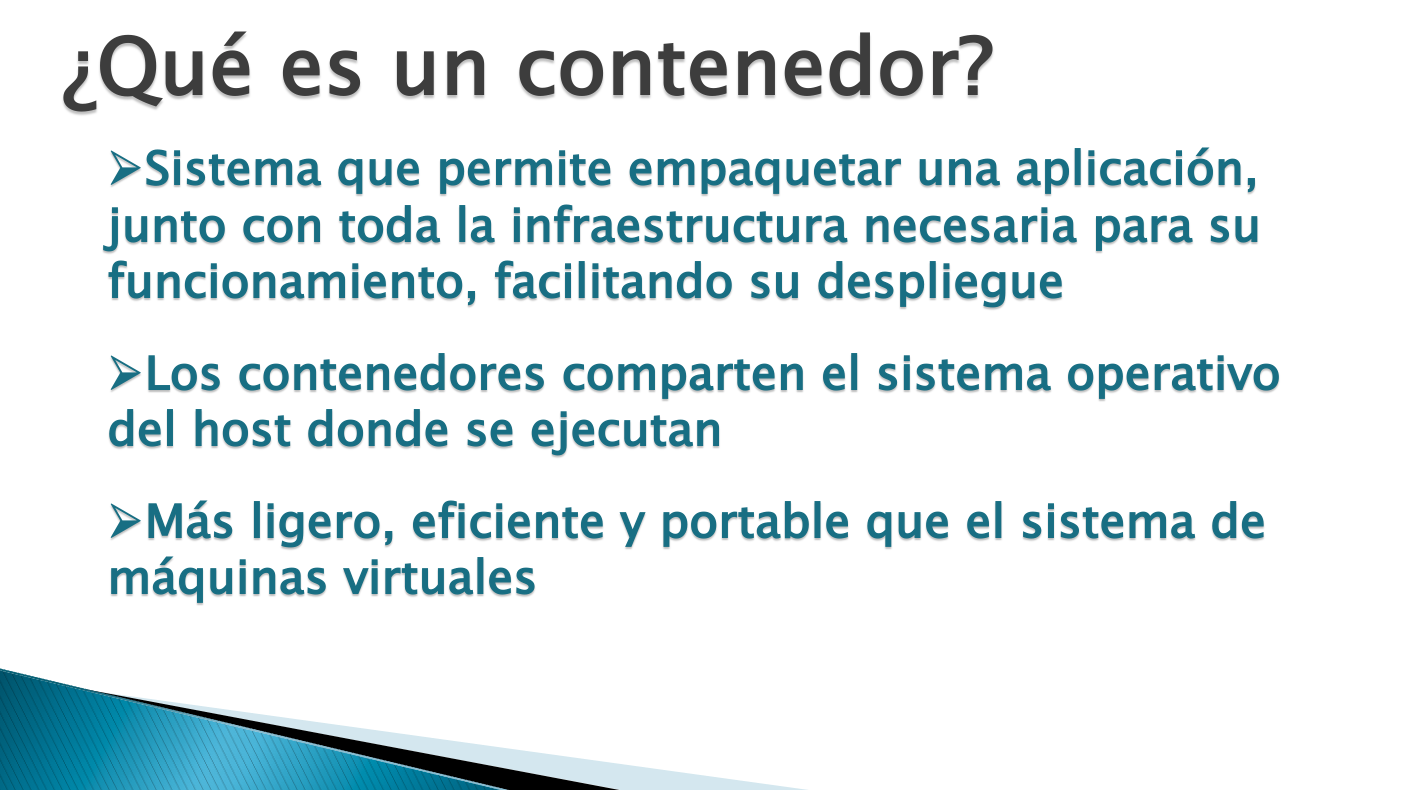 ¿Qué es un contenedor?
➢Sistema que permite empaquetar una aplicación,
junto con toda la infraestructura necesaria para su
funcionamiento, facilitando su despliegue
➢Los contenedores comparten el sistema operativo
del host donde se ejecutan
➢Más ligero, eficiente y portable que el sistema de
máquinas virtuales